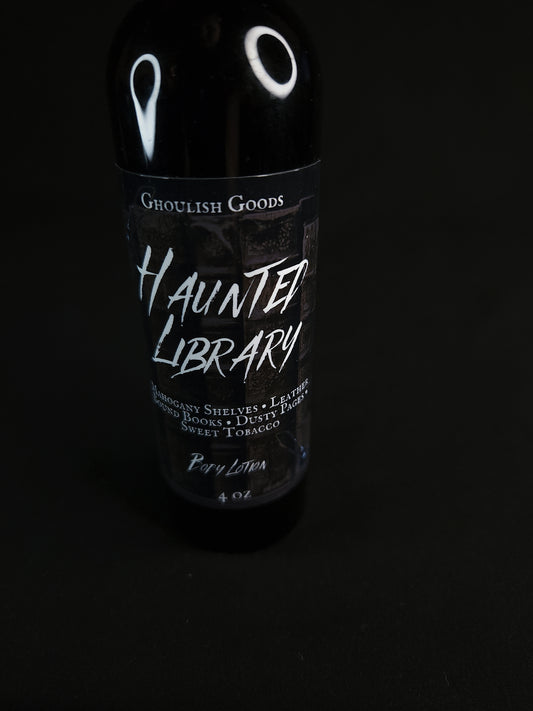 Ghoulish Goods
Haunted
Library
Mahogany Shelves • Leather
Bound Books • Dusty Pages •
Sweet Tobacco
Body Lotion
4 oz